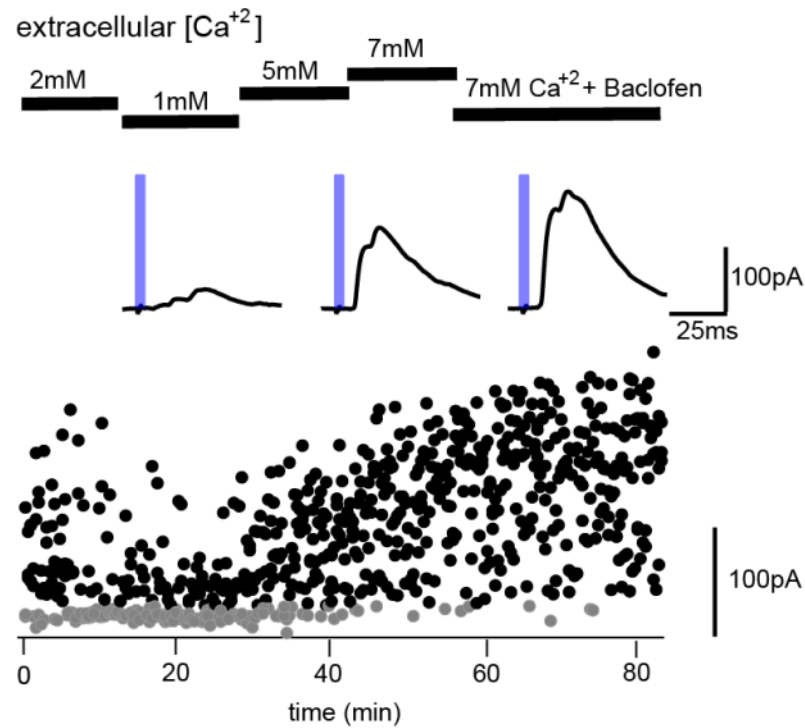 extracellular [Ca+2]
7mM
5mM
2mM
1mM
7mM Ca+2 + Baclofen
100pA
25ms
100pA
0 20 40 60 80
time (min)